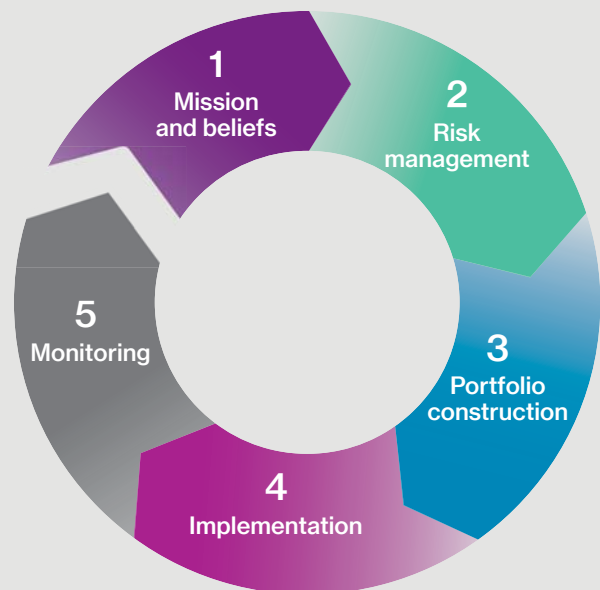 1
Mission
and beliefs
2
Risk
management
3
Portfolio
construction
4
Implementation
5
Monitoring